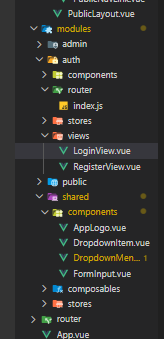 PublicLayout.vue
modules
admin
auth
components
router
index.js
stores
views
LoginView.vue
RegisterView.vue
public
shared
components
AppLogo.vue
DropdownItem.vue
DropdownMen... 1
FormInput.vue
composables
stores
router
App.vue